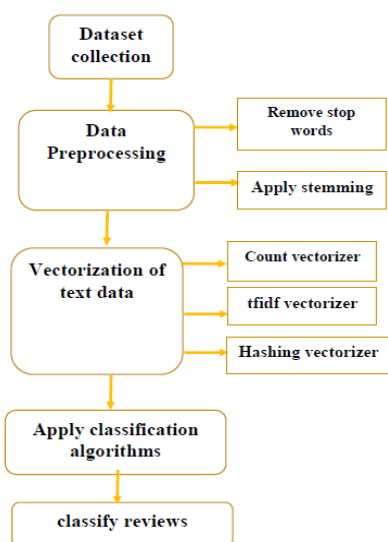 Dataset
collection
Data
Preprocessing
Remove stop
words
Apply stemming
Vectorization of
text data
Count vectorizer
tfidf vectorizer
Hashing vectorizer
Apply classification
algorithms
classify reviews